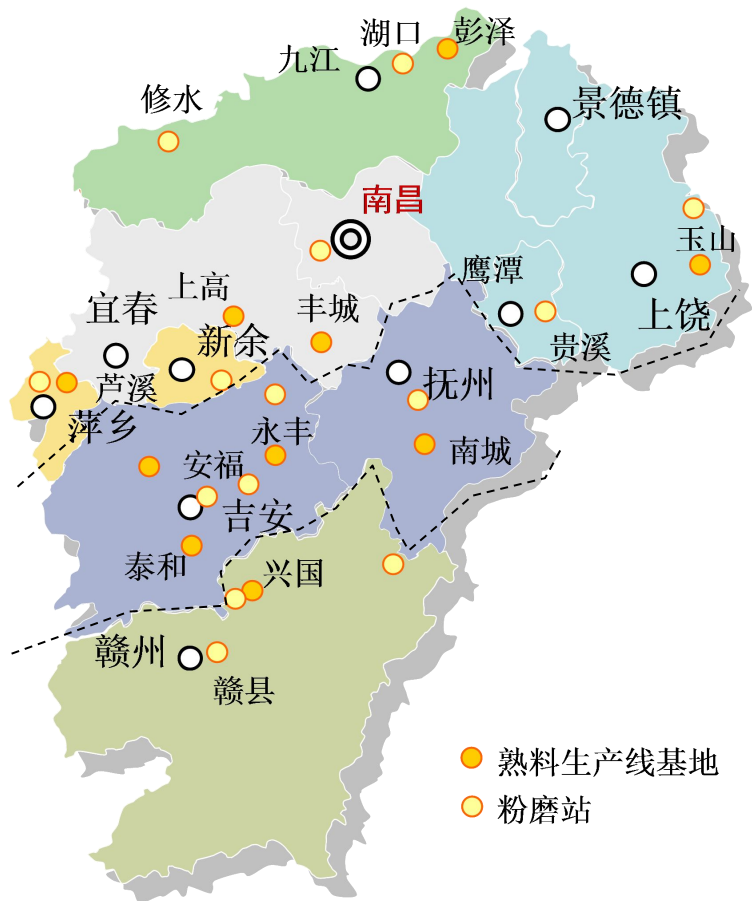 湖口
彭泽
九江
修水
景德镇
南昌
玉山
鹰潭
上高
宜春
丰城
上饶
新余
贵溪
芦溪
抚州
萍乡
永丰
安福
南城
吉安
泰和
兴国
赣州
赣县
熟料生产线基地
粉磨站